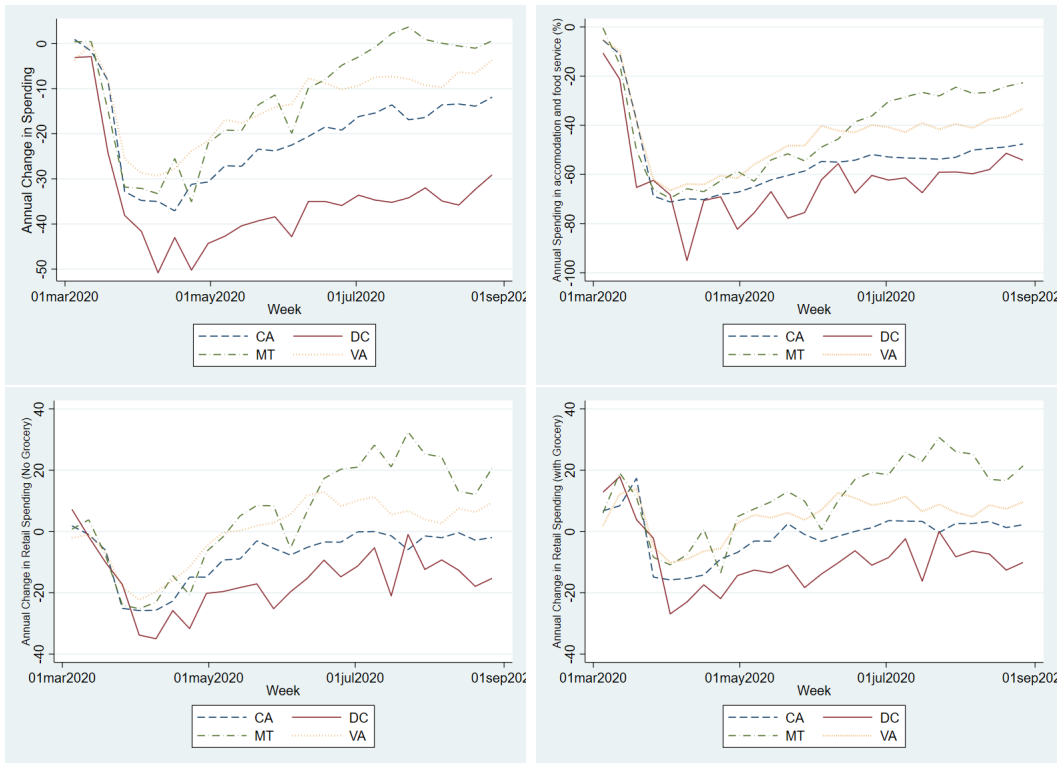 Annual Change in Spending
0
-10
-20
-30
-40
-50
01mar2020
01may2020
01jul2020
01sep202
Week
CA
DC
MT
VA
Annual Spending in accomodation and food service (%)
0
-20
-40
-60
-80
-100
01mar2020
01may2020
01jul2020
01sep202
Week
CA
DC
MT
VA
Annual Change in Retail Spending (No Grocery)
40
20
0
-20
-40
01mar2020
01may2020
01jul2020
01sep202
Week
CA
DC
MT
VA
Annual Change in Retail Spending (with Grocery)
40
20
0
-20
-40
01mar2020
01may2020
01jul2020
01sep202
Week
CA
DC
MT
VA